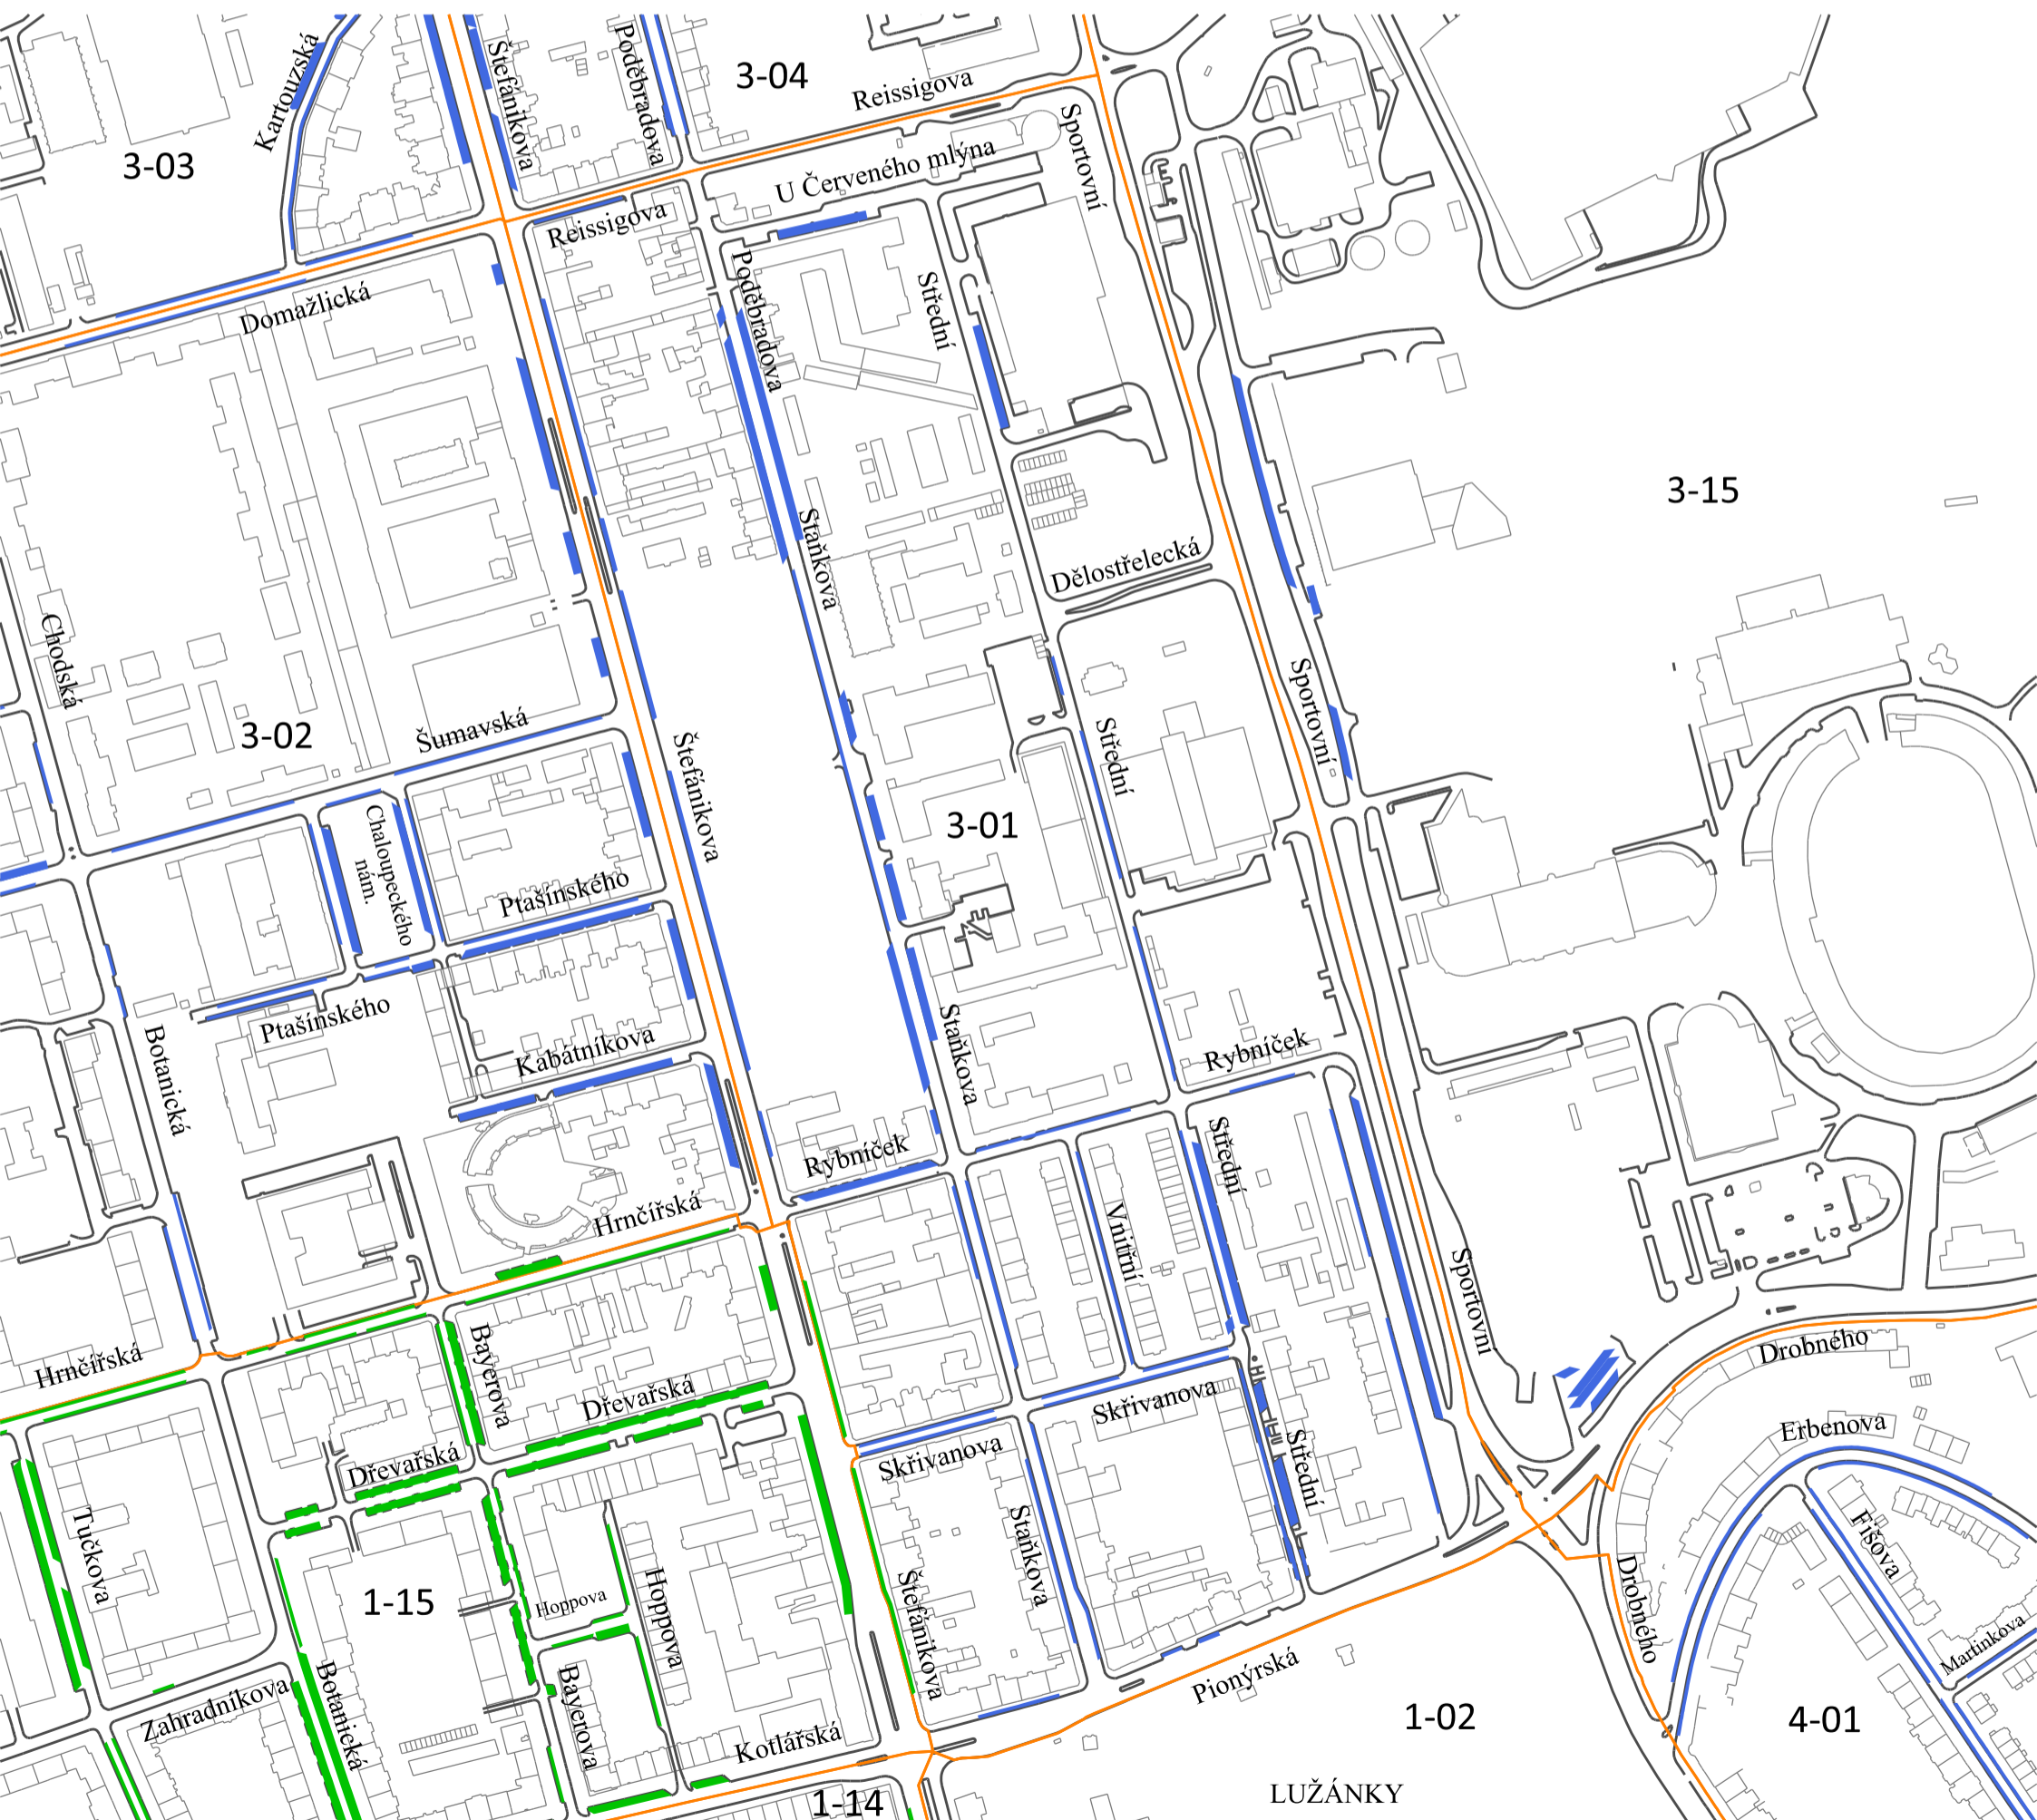 Kartouzská
Štefánikova
Poděbradova
3-04
Reissigova
Sportovní
3-03
U Červeného mlýna
Reissigova
Domažlická
Poděbradova
Střední
3-15
Staňkova
Dělostřelecká
Chodská
3-02
Šumavská
Štefánikova
Střední
Sportovní
Chaloupeckého
nám.
3-01
Ptašínského
Ptašínského
Botanická
Kabátníkova
Staňkova
Rybníček
Rybníček
Hrnčířská
Střední
Vnitřní
Sportovní
Hrnčířská
Bayerova
Dřevařská
Drobného
Skřivanova
Erbenova
Dřevařská
Skřivanova
Střední
Tučkova
Staňkova
Fišova
1-15
Hoppova
Hoppova
Štefánikova
Drobného
Martinkova
Zahradníkova
Botanická
Bayerova
Pionýrská
Kotlářská
1-02
4-01
1-14
LUŽÁNKY